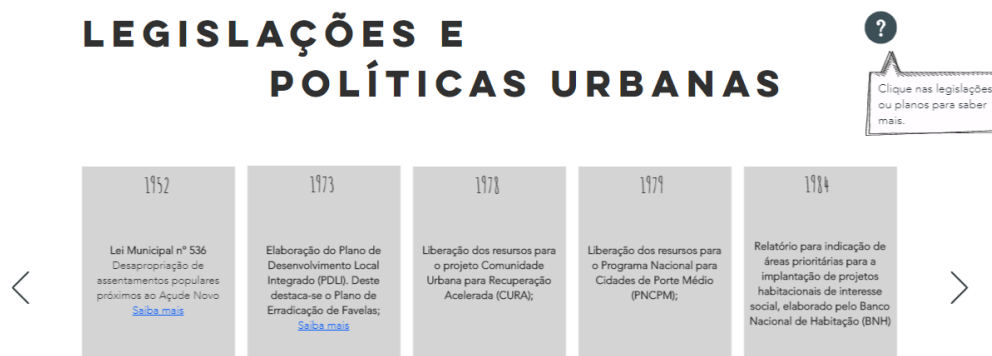 LEGISLAÇÕES E
POLÍTICAS URBANAS
?
Clique nas legislações
ou planos para saber
mais.
1952
Lei Municipal nº 536
Desapropriação de
assentamentos populares
próximos ao Açude Novo
Saiba mais
1973
Elaboração do Plano de
Desenvolvimento Local
Integrado (PDLI). Deste
destaca-se o Plano de
Erradicação de Favelas;
Saiba mais
1978
Liberação dos resursos para
o projeto Comunidade
Urbana para Recuperação
Acelerada (CURA);
1979
Liberação dos resursos para
o Programa Nacional para
Cidades de Porte Médio
(PNCPM);
1984
Relatório para indicação de
áreas prioritárias para a
implantação de projetos
habitacionais de interesse
social, elaborado pelo Banco
Nacional de Habitação (BNH)